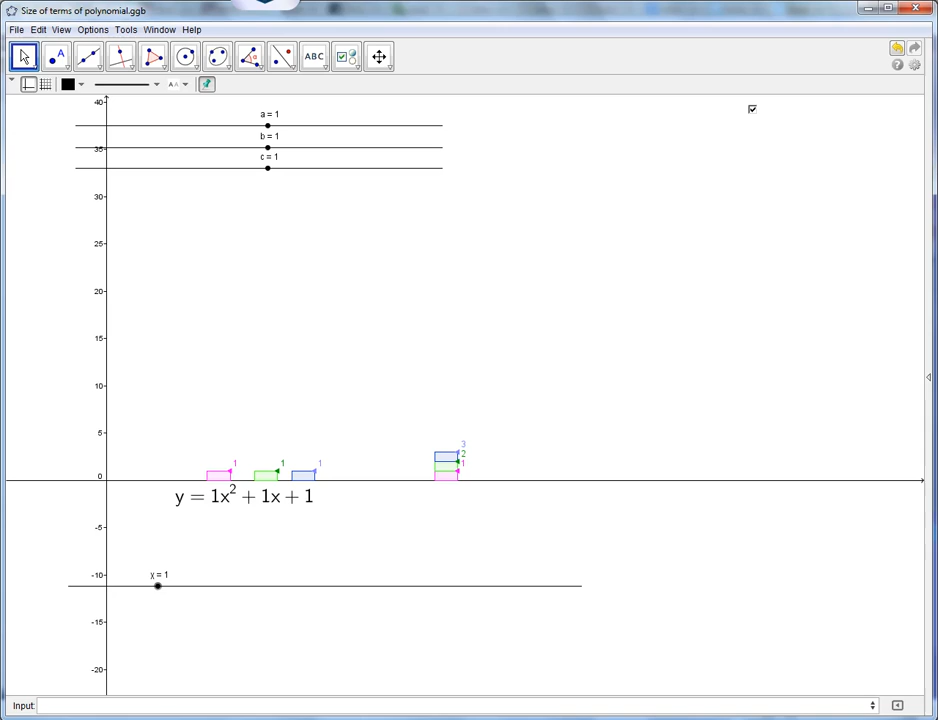 Size of terms of polynomial.ggb
File Edit View Options Tools Window Help
A ABC
AA
40
a = 1
b = 1
35
c = 1
30
25
20
15
10
5
3
2
1 1 1 1
0
y = 1x² + 1x + 1
-5
-10
x = 1
-15
-20
Input: